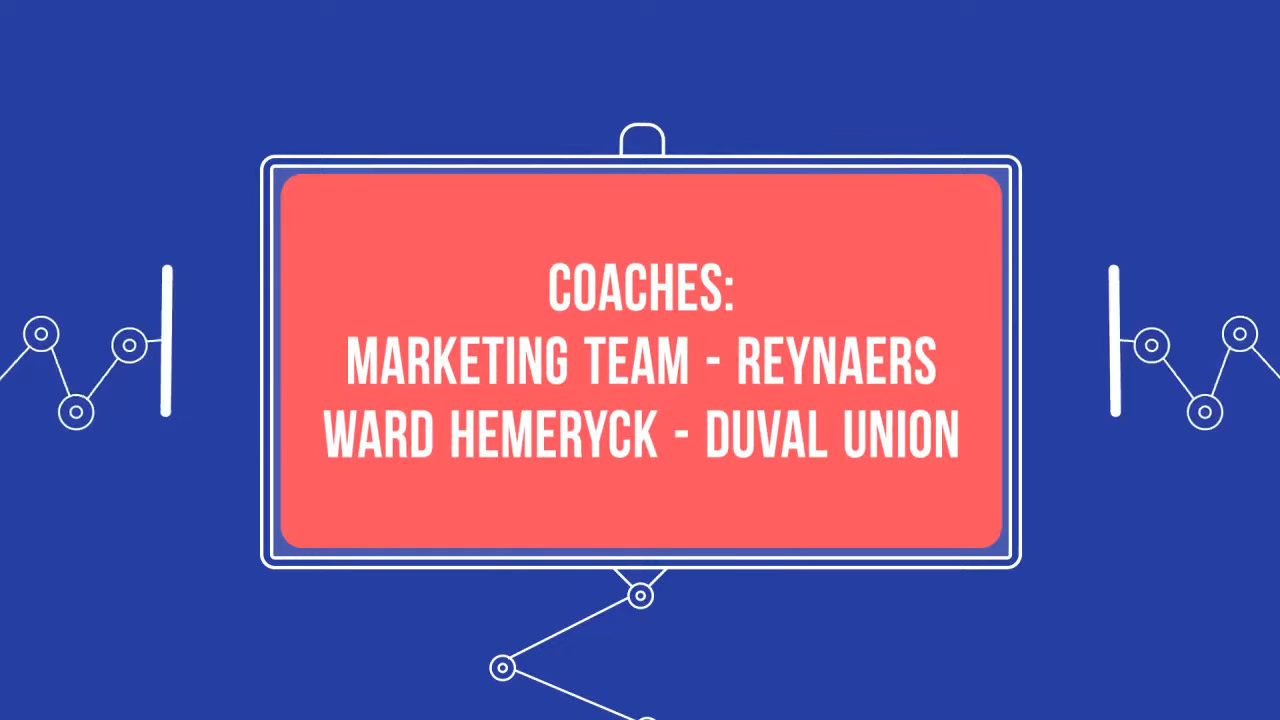 COACHES:
MARKETING TEAM - REYNAERS
WARD HEMERYCK - DUVAL UNION